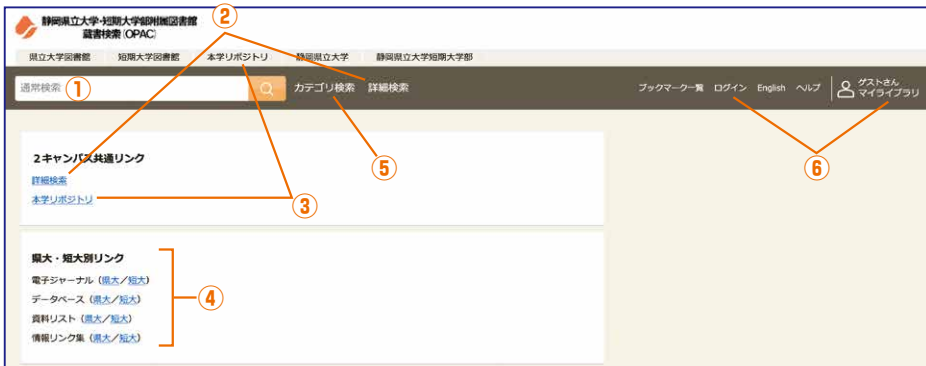 静岡県立大学・短期大学部附属図書館
蔵書検索(OPAC)
②
県立大学図書館 短期大学図書館 本学リポジトリ 静岡県立大学 静岡県立大学短期大学部
通常検索 ① カテゴリ検索 詳細検索 ブックマーク一覧 ログイン English ヘルプ ゲストさん
マイライブラリ
2キャンパス共通リンク
⑤ ⑥
詳細検索
本学リポジトリ
③
県大・短大別リンク
電子ジャーナル（県大／短大）
データベース（県大／短大）
④
資料リスト（県大／短大）
情報リンク集（県大／短大）